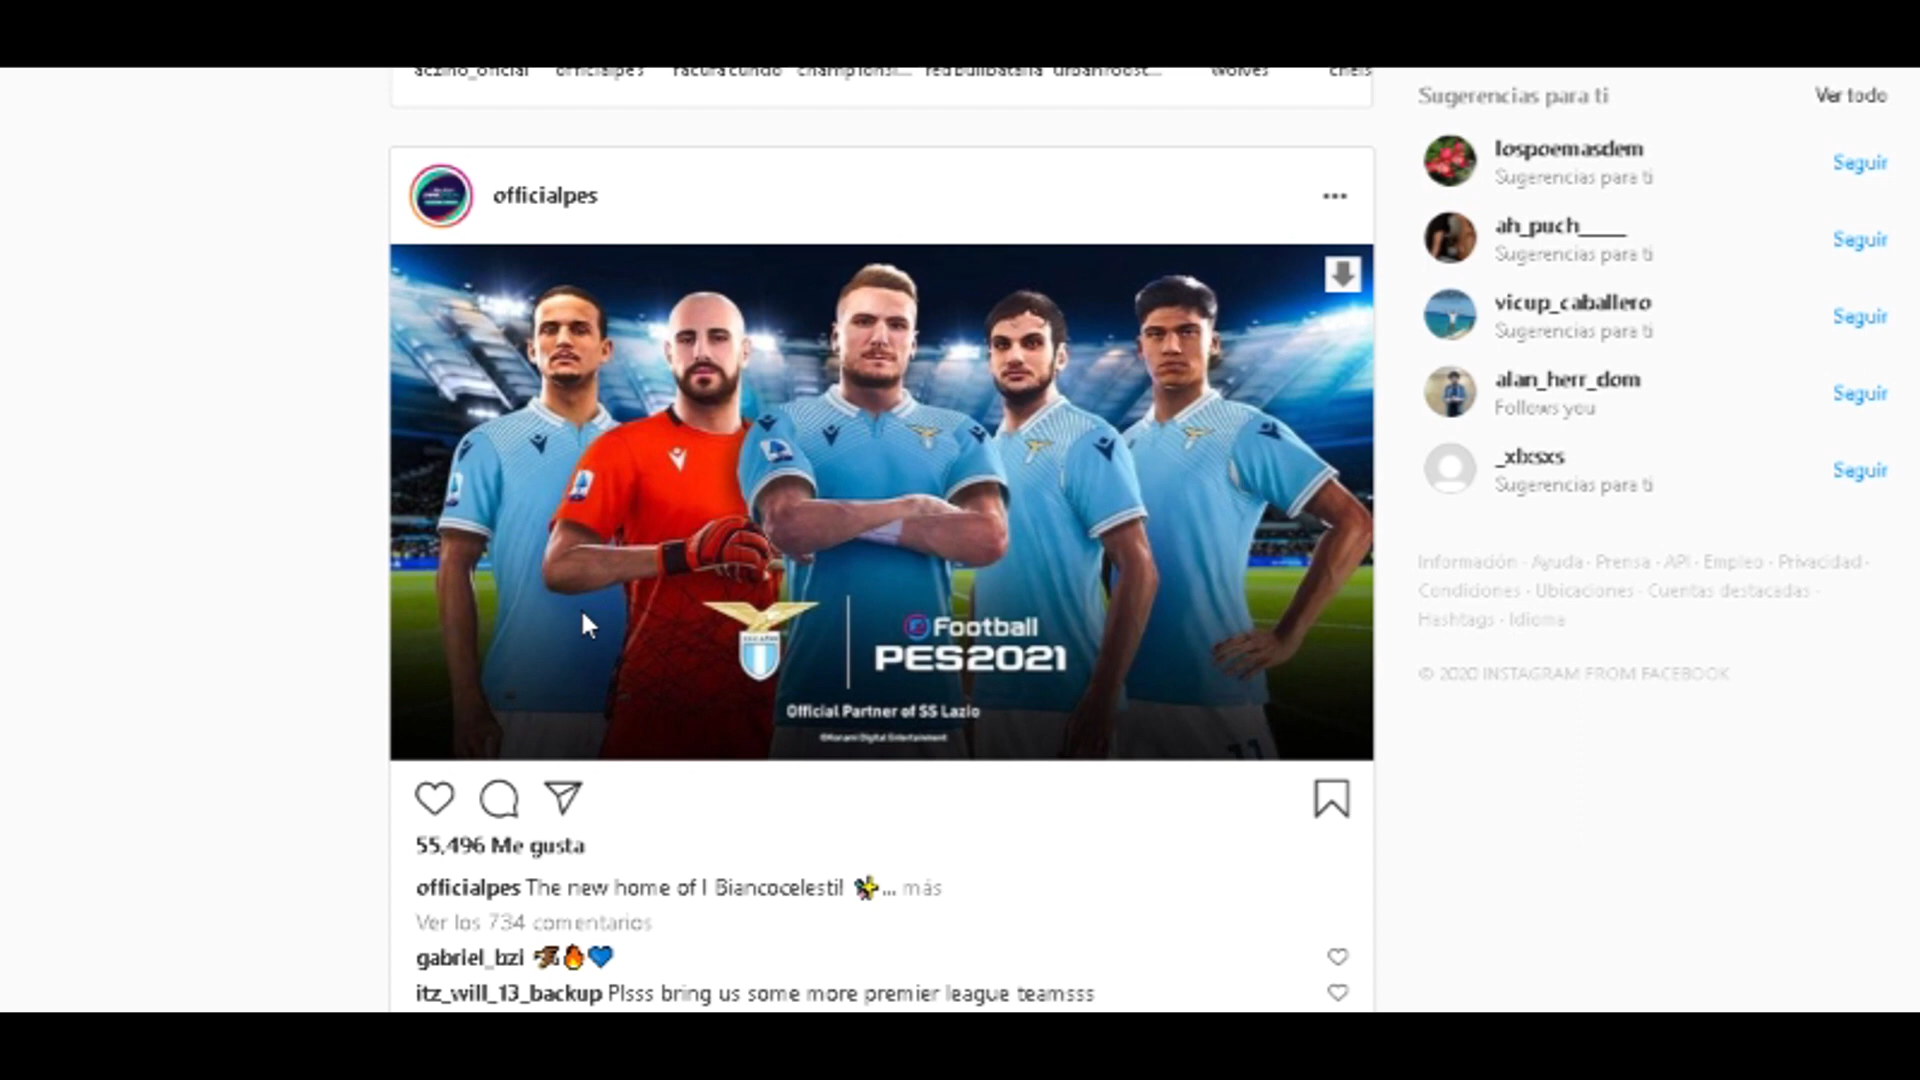 aczino_oficial officialpes facuracundo championsl... redbullbatalla urbanroost... wolves chels
Sugerencias para ti Ver todo
officialpes
lospoemasdem Seguir
Sugerencias para ti
ah_puch____ Seguir
Sugerencias para ti
vicup_caballero Seguir
Sugerencias para ti
alan_herr_dom Seguir
Follows you
_xlxsxs Seguir
Sugerencias para ti
Información · Ayuda · Prensa · API · Empleo · Privacidad ·
Condiciones · Ubicaciones · Cuentas destacadas ·
Hashtags · Idioma
© 2020 INSTAGRAM FROM FACEBOOK
eFootball
PES2021
Official Partner of SS Lazio
©Konami Digital Entertainment
11
55,496 Me gusta
officialpes The new home of I Biancocelesti! ... más
Ver los 734 comentarios
gabriel_bzl
itz_will_13_backup Plsss bring us some more premier league teamsss